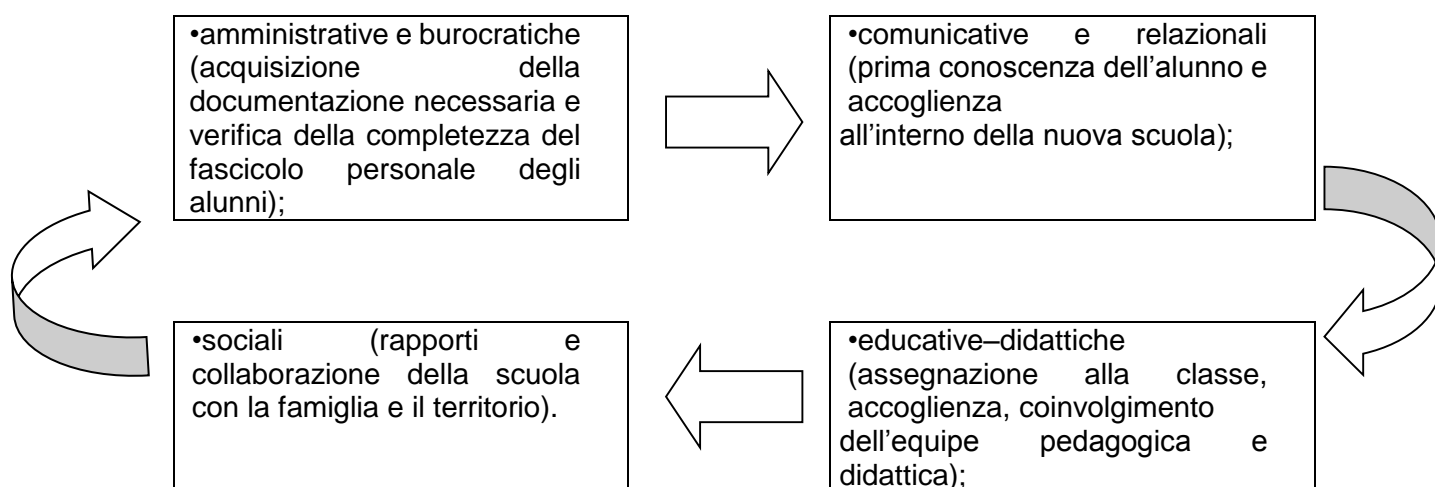 •amministrative e burocratiche
(acquisizione della
documentazione necessaria e
verifica della completezza del
fascicolo personale degli
alunni);
•comunicative e relazionali
(prima conoscenza dell’alunno e
accoglienza
all’interno della nuova scuola);
•educative–didattiche
(assegnazione alla classe,
accoglienza, coinvolgimento
dell’equipe pedagogica e
didattica);
•sociali (rapporti e
collaborazione della scuola
con la famiglia e il territorio).